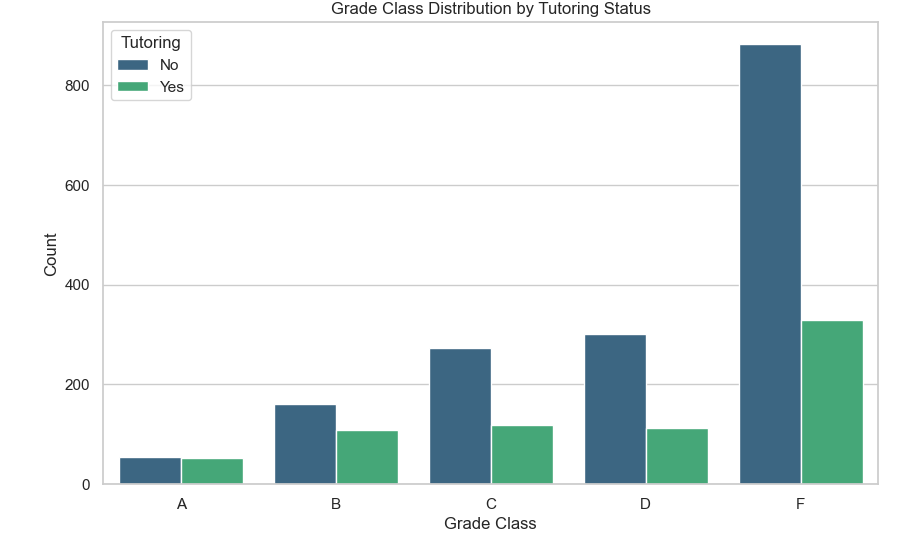 Grade Class Distribution by Tutoring Status
Tutoring
No
Yes
800
600
400
200
0
Count
A B C D F
Grade Class